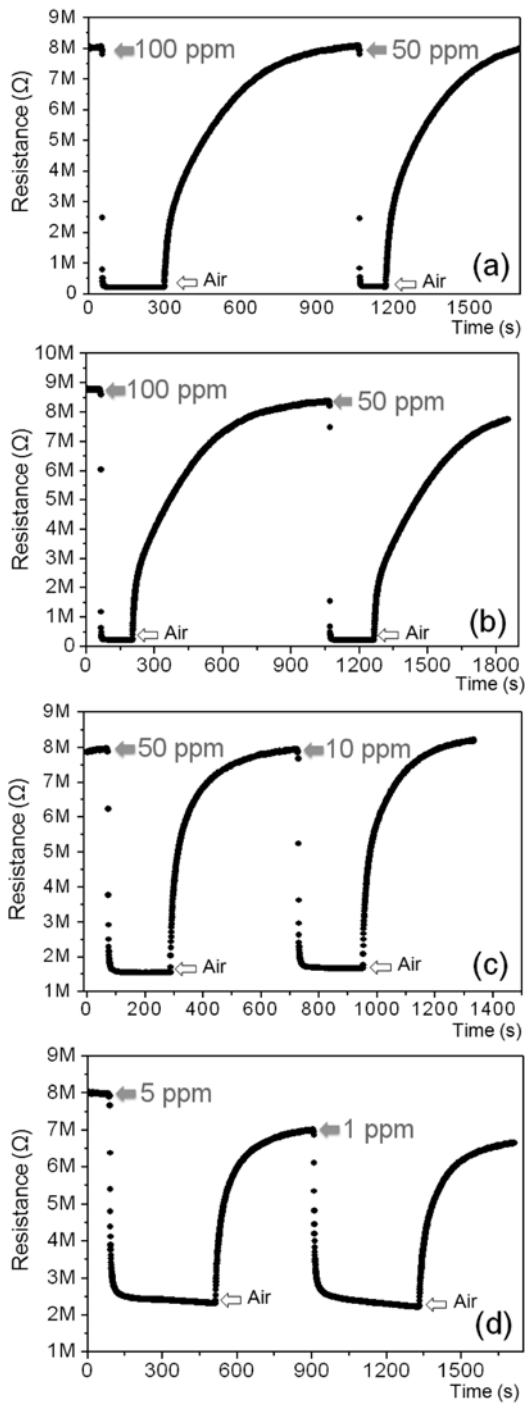 9M
8M
7M
6M
5M
4M
3M
2M
1M
0
Resistance (Ω)
100 ppm
50 ppm
Air
Air
(a)
0 300 600 900 1200 1500
Time (s)
10M
9M
8M
7M
6M
5M
4M
3M
2M
1M
0
Resistance (Ω)
100 ppm
50 ppm
Air
Air
(b)
0 300 600 900 1200 1500 1800
Time (s)
9M
8M
7M
6M
5M
4M
3M
2M
1M
Resistance (Ω)
50 ppm
10 ppm
Air
Air
(c)
0 200 400 600 800 1000 1200 1400
Time (s)
9M
8M
7M
6M
5M
4M
3M
2M
1M
Resistance (Ω)
5 ppm
1 ppm
Air
Air
(d)
0 300 600 900 1200 1500
Time (s)